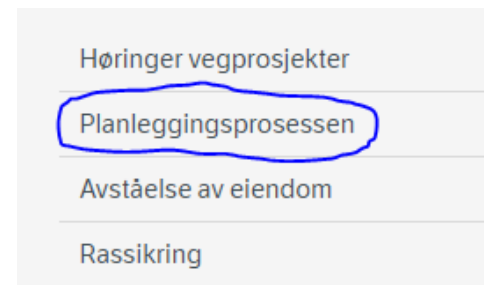 Høringer vegprosjekter
Planleggingsprosessen
Avståelse av eiendom
Rassikring